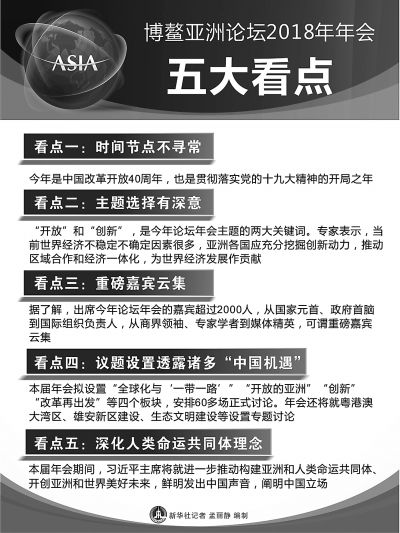 ASIA
博鳌亚洲论坛2018年年会
五大看点
看点一：时间节点不寻常
今年是中国改革开放40周年，也是贯彻落实党的十九大精神的开局之年
看点二：主题选择有深意
“开放”和“创新”，是今年论坛年会主题的两大关键词。专家表示，当
前世界经济不稳定不确定因素很多，亚洲各国应充分挖掘创新动力，推动
区域合作和经济一体化，为世界经济发展作贡献
看点三：重磅嘉宾云集
据了解，出席今年论坛年会的嘉宾超过2000人，从国家元首、政府首脑
到国际组织负责人，从商界领袖、专家学者到媒体精英，可谓重磅嘉宾
云集
看点四：议题设置透露诸多“中国机遇”
本届年会拟设置“全球化与‘一带一路’”“开放的亚洲”“创新”
“改革再出发”等四个板块，安排60多场正式讨论。年会还将就粤港澳
大湾区、雄安新区建设、生态文明建设等设置专题讨论
看点五：深化人类命运共同体理念
本届年会期间，习近平主席将就进一步推动构建亚洲和人类命运共同体、
开创亚洲和世界美好未来，鲜明发出中国声音，阐明中国立场
新华社记者 孟丽静 编制